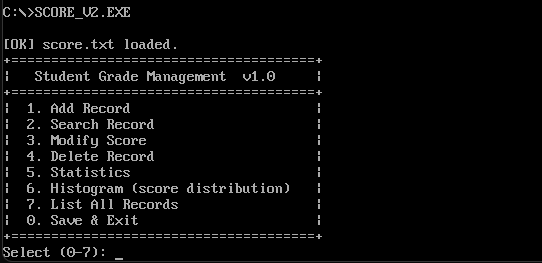 C:\>SCORE_V2.EXE
[OK] score.txt loaded.
+======================================+
¦   Student Grade Management  v1.0     ¦
+======================================+
¦  1. Add Record                       ¦
¦  2. Search Record                    ¦
¦  3. Modify Score                     ¦
¦  4. Delete Record                    ¦
¦  5. Statistics                       ¦
¦  6. Histogram (score distribution)   ¦
¦  7. List All Records                 ¦
¦  0. Save & Exit                      ¦
+======================================+
Select (0-7): _